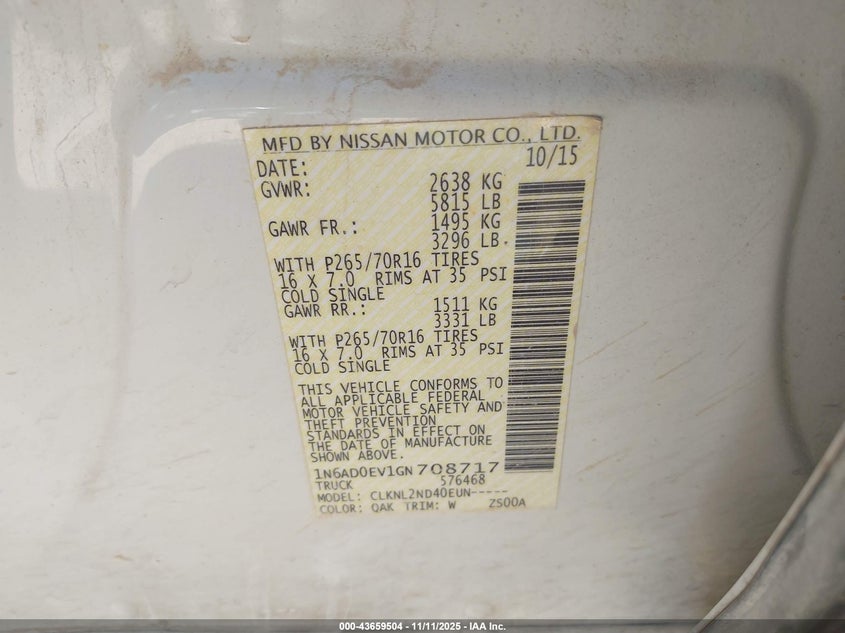 MFD BY NISSAN MOTOR CO., LTD.
DATE: 10/15
GVWR: 2638 KG
5815 LB
GAWR FR.: 1495 KG
3296 LB.
WITH P265/70R16 TIRES
16 X 7.0 RIMS AT 35 PSI
COLD SINGLE
GAWR RR.: 1511 KG
3331 LB
WITH P265/70R16 TIRES
16 X 7.0 RIMS AT 35 PSI
COLD SINGLE
THIS VEHICLE CONFORMS TO
ALL APPLICABLE FEDERAL
MOTOR VEHICLE SAFETY AND
THEFT PREVENTION
STANDARDS IN EFFECT ON
THE DATE OF MANUFACTURE
SHOWN ABOVE.
1N6AD0EV1GN708717
TRUCK 576468
MODEL: CLKNL2ND40EUN-----
COLOR: QAK TRIM: W ZS00A
000-43659504 - 11/11/2025 - IAA Inc.